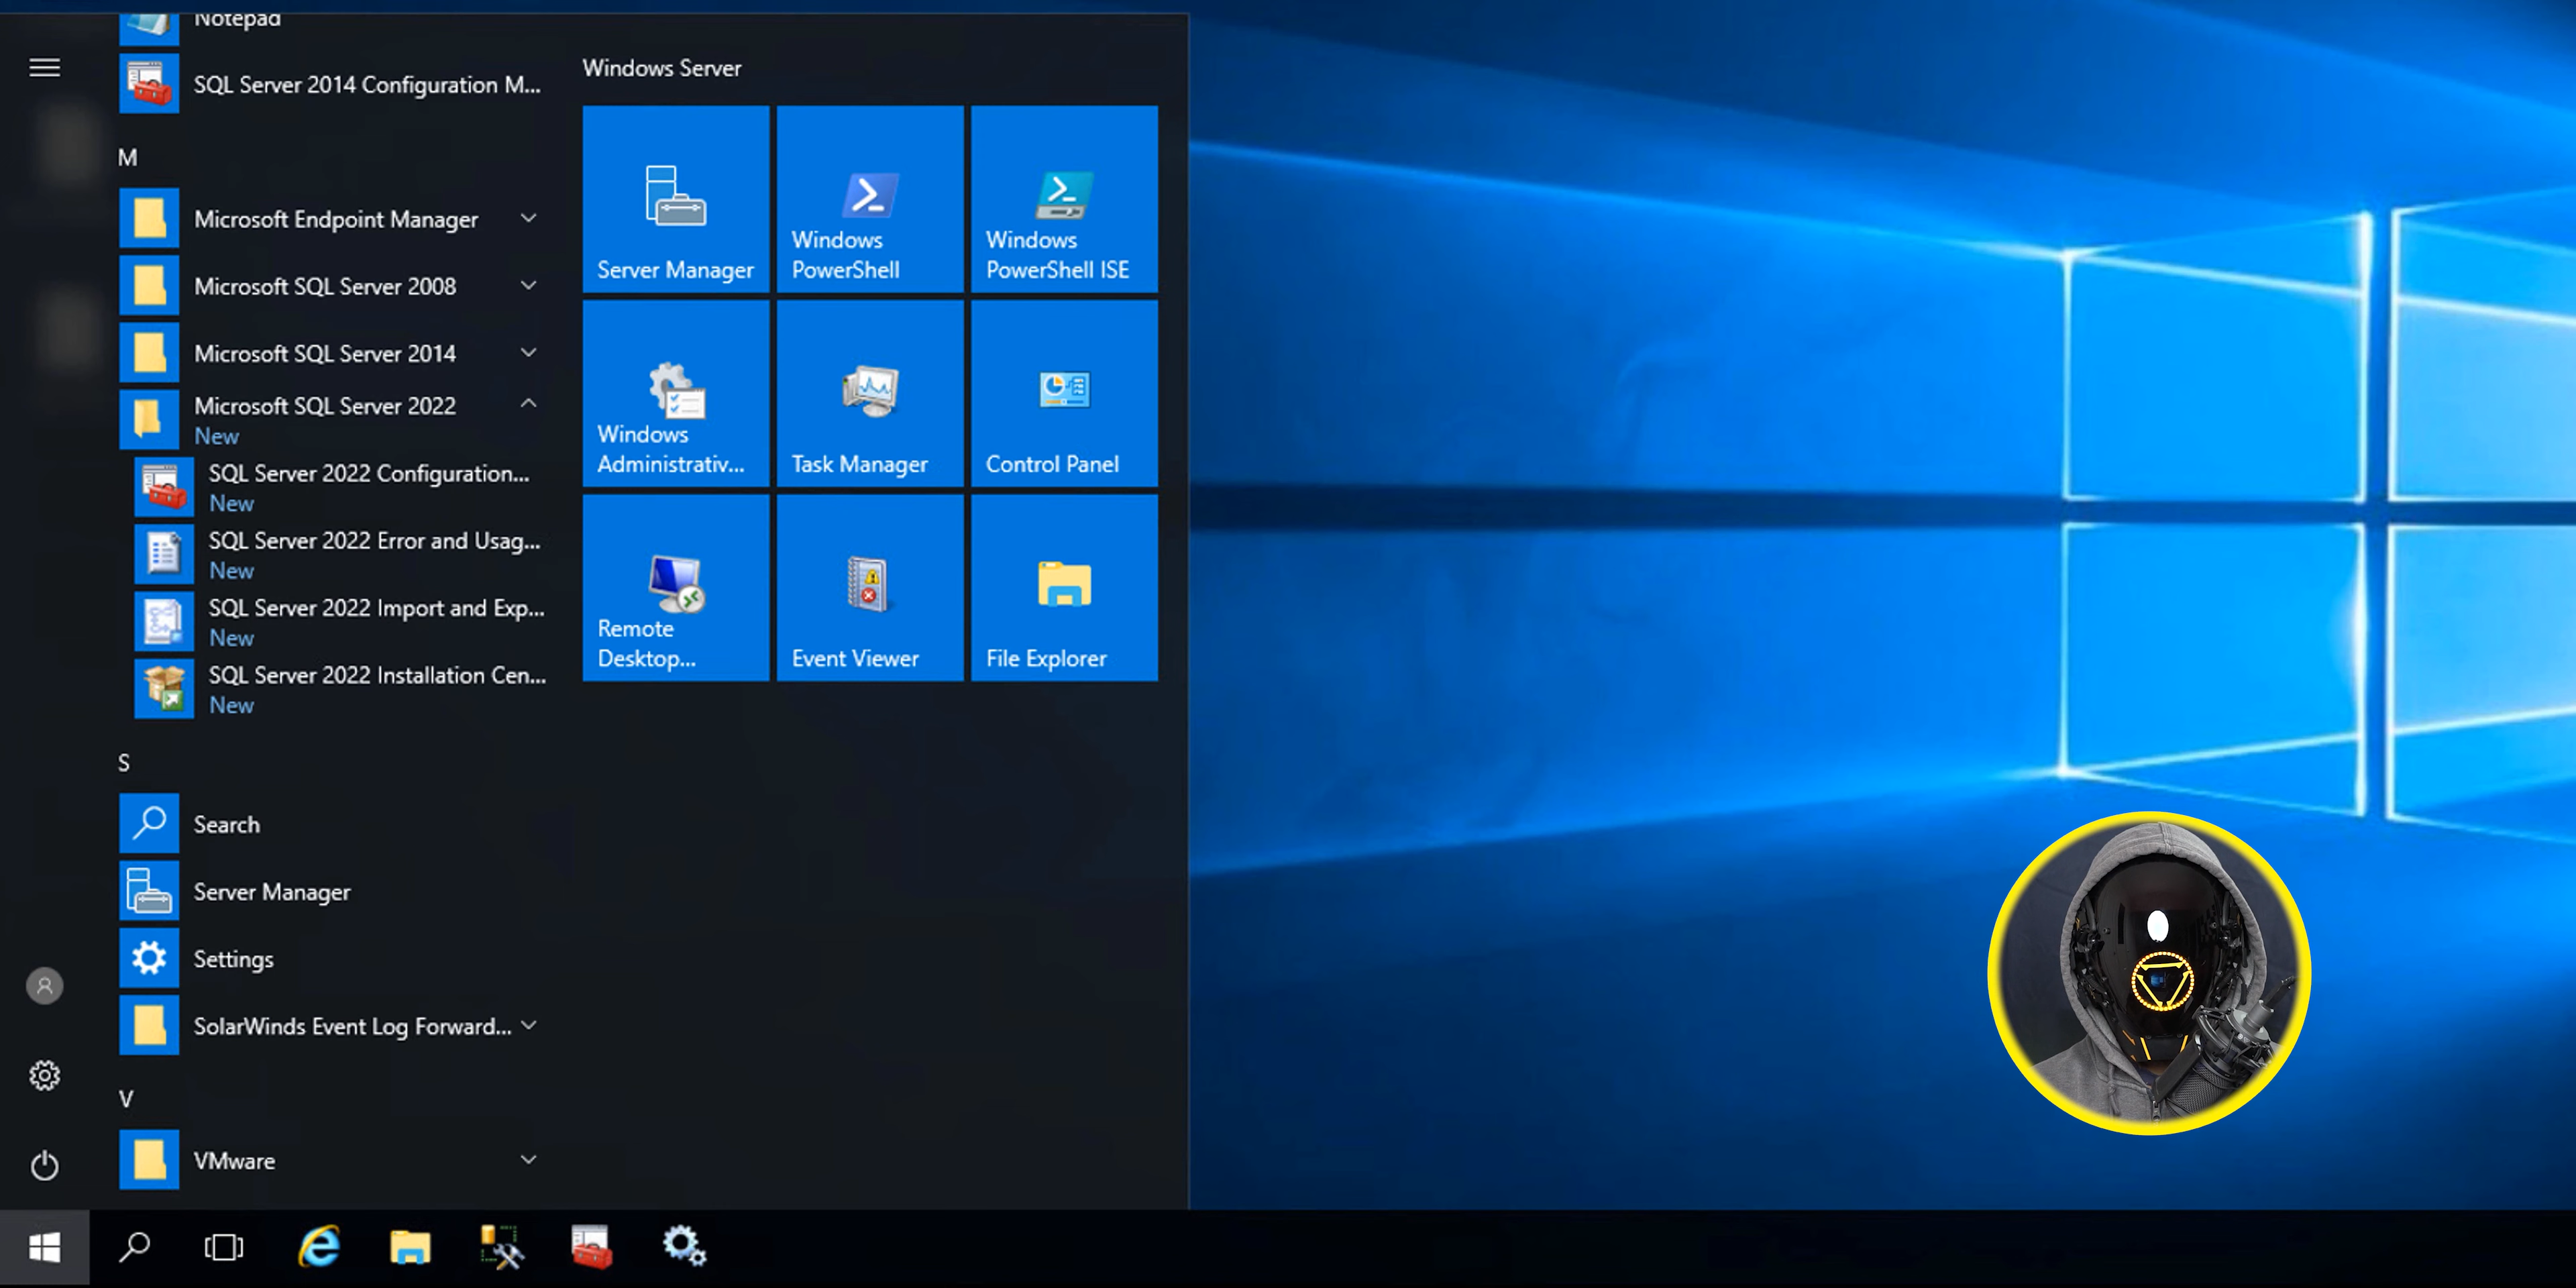 Notepad
SQL Server 2014 Configuration M...
M
Microsoft Endpoint Manager
Microsoft SQL Server 2008
Microsoft SQL Server 2014
Microsoft SQL Server 2022
New
SQL Server 2022 Configuration...
New
SQL Server 2022 Error and Usag...
New
SQL Server 2022 Import and Exp...
New
SQL Server 2022 Installation Cen...
New
S
Search
Server Manager
Settings
SolarWinds Event Log Forward...
V
VMware
Windows Server
Server Manager
Windows
PowerShell
Windows
PowerShell ISE
Windows
Administrativ...
Task Manager
Control Panel
Remote
Desktop...
Event Viewer
File Explorer